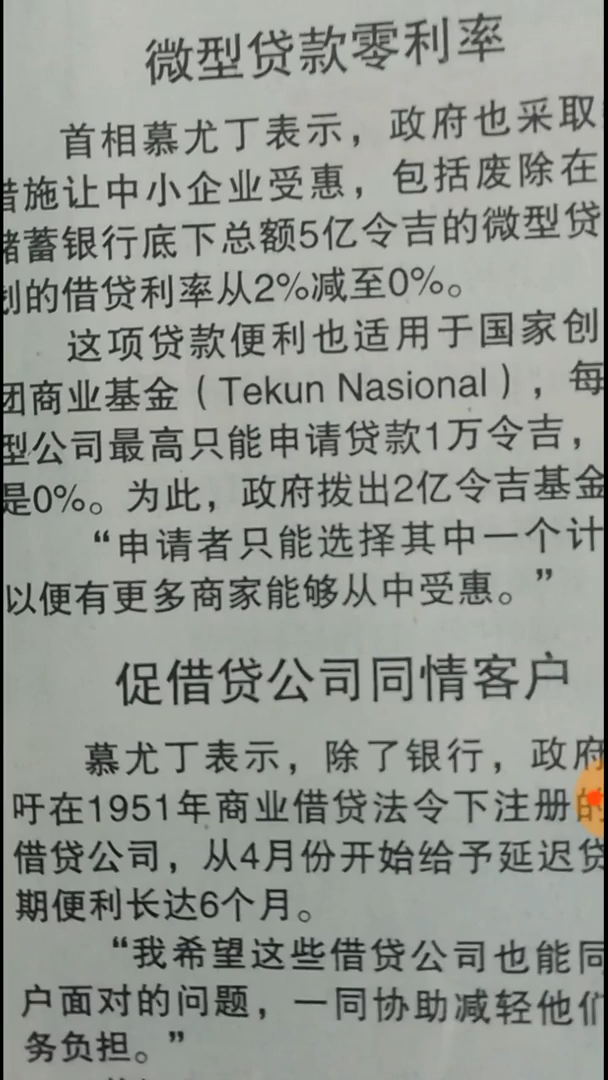 微型贷款零利率
首相慕尤丁表示，政府也采取
措施让中小企业受惠，包括废除在
储蓄银行底下总额5亿令吉的微型贷
划的借贷利率从2%减至0%。
这项贷款便利也适用于国家创
团商业基金（Tekun Nasional），每
型公司最高只能申请贷款1万令吉，
是0%。为此，政府拨出2亿令吉基金
“申请者只能选择其中一个计
以便有更多商家能够从中受惠。”
促借贷公司同情客户
慕尤丁表示，除了银行，政府
吁在1951年商业借贷法令下注册的
借贷公司，从4月份开始给予延迟贷
期便利长达6个月。
“我希望这些借贷公司也能同
户面对的问题，一同协助减轻他们
务负担。”